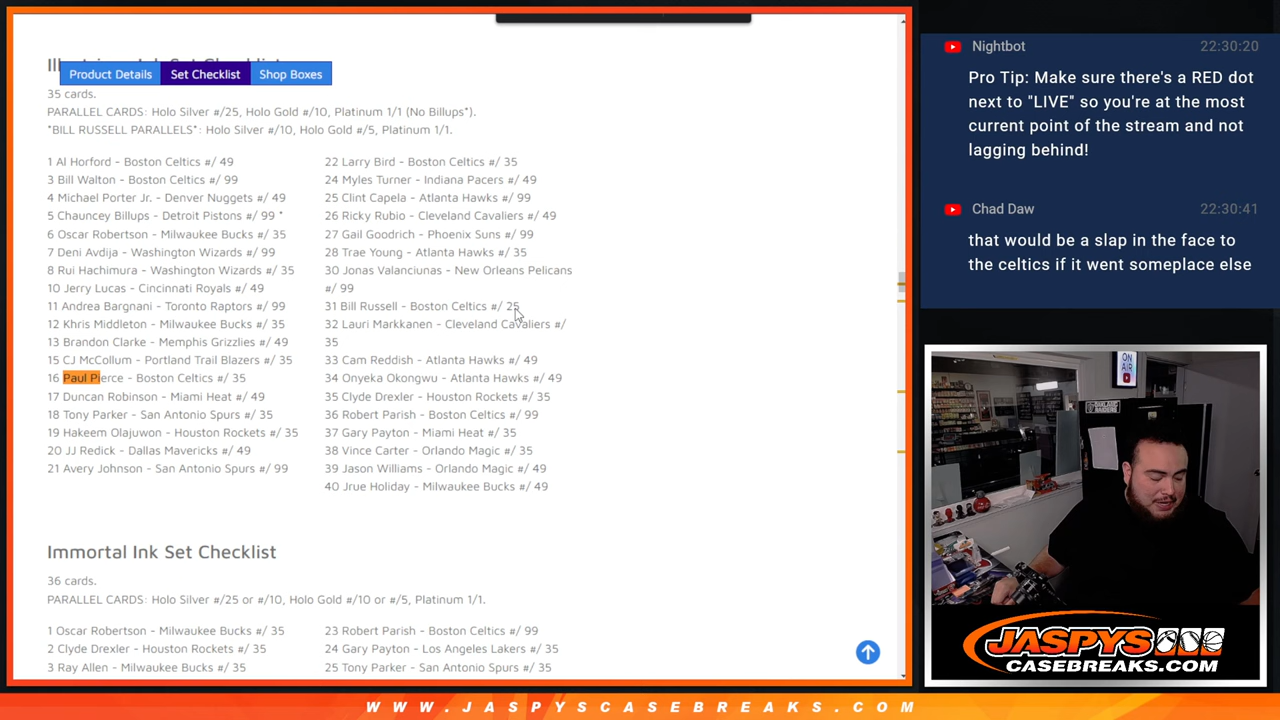 Product Details
Set Checklist
Shop Boxes
35 cards.
PARALLEL CARDS: Holo Silver #/25, Holo Gold #/10, Platinum 1/1 (No Billups*).
*BILL RUSSELL PARALLELS*: Holo Silver #/10, Holo Gold #/5, Platinum 1/1.
1 Al Horford - Boston Celtics #/ 49
3 Bill Walton - Boston Celtics #/ 99
4 Michael Porter Jr. - Denver Nuggets #/ 49
5 Chauncey Billups - Detroit Pistons #/ 99 *
6 Oscar Robertson - Milwaukee Bucks #/ 35
7 Deni Avdija - Washington Wizards #/ 99
8 Rui Hachimura - Washington Wizards #/ 35
10 Jerry Lucas - Cincinnati Royals #/ 49
11 Andrea Bargnani - Toronto Raptors #/ 99
12 Khris Middleton - Milwaukee Bucks #/ 35
13 Brandon Clarke - Memphis Grizzlies #/ 49
15 CJ McCollum - Portland Trail Blazers #/ 35
16 Paul Pierce - Boston Celtics #/ 35
17 Duncan Robinson - Miami Heat #/ 49
18 Tony Parker - San Antonio Spurs #/ 35
19 Hakeem Olajuwon - Houston Rockets #/ 35
20 JJ Redick - Dallas Mavericks #/ 49
21 Avery Johnson - San Antonio Spurs #/ 99
22 Larry Bird - Boston Celtics #/ 35
24 Myles Turner - Indiana Pacers #/ 49
25 Clint Capela - Atlanta Hawks #/ 99
26 Ricky Rubio - Cleveland Cavaliers #/ 49
27 Gail Goodrich - Phoenix Suns #/ 99
28 Trae Young - Atlanta Hawks #/ 35
30 Jonas Valanciunas - New Orleans Pelicans
#/ 99
31 Bill Russell - Boston Celtics #/ 25
32 Lauri Markkanen - Cleveland Cavaliers #/
35
33 Cam Reddish - Atlanta Hawks #/ 49
34 Onyeka Okongwu - Atlanta Hawks #/ 49
35 Clyde Drexler - Houston Rockets #/ 35
36 Robert Parish - Boston Celtics #/ 99
37 Gary Payton - Miami Heat #/ 35
38 Vince Carter - Orlando Magic #/ 35
39 Jason Williams - Orlando Magic #/ 49
40 Jrue Holiday - Milwaukee Bucks #/ 49
Immortal Ink Set Checklist
36 cards.
PARALLEL CARDS: Holo Silver #/25 or #/10, Holo Gold #/10 or #/5, Platinum 1/1.
1 Oscar Robertson - Milwaukee Bucks #/ 35
2 Clyde Drexler - Houston Rockets #/ 35
3 Ray Allen - Milwaukee Bucks #/ 35
23 Robert Parish - Boston Celtics #/ 99
24 Gary Payton - Los Angeles Lakers #/ 35
25 Tony Parker - San Antonio Spurs #/ 35
Nightbot 22:30:20
Pro Tip: Make sure there's a RED dot
next to "LIVE" so you're at the most
current point of the stream and not
lagging behind!
Chad Daw 22:30:41
that would be a slap in the face to
the celtics if it went someplace else
ON
AIR
JASPYS
CASEBREAKS.COM
WWW.JASPYSCASEBREAKS.COM